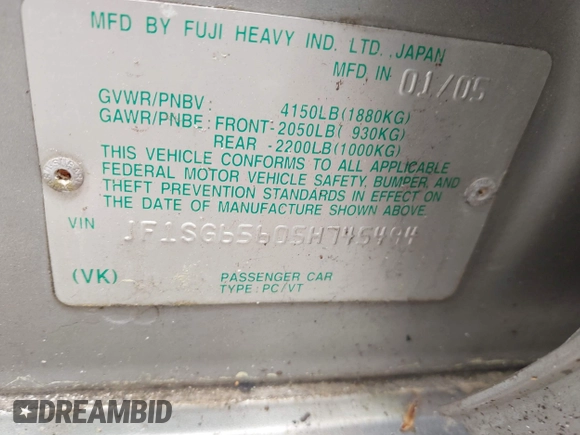 MFD BY FUJI HEAVY IND. LTD., JAPAN
MFD, IN 01/05
GVWR/PNBV 4150LB(1880KG)
GAWR/PNBE FRONT-2050LB( 930KG)
REAR -2200LB(1000KG)
THIS VEHICLE CONFORMS TO ALL APPLICABLE
FEDERAL MOTOR VEHICLE SAFETY, BUMPER, AND
THEFT PREVENTION STANDARDS IN EFFECT ON
THE DATE OF MANUFACTURE SHOWN ABOVE.
VIN JF1SG65605H745494
(VK) PASSENGER CAR
TYPE:PC/VT
DREAMBID